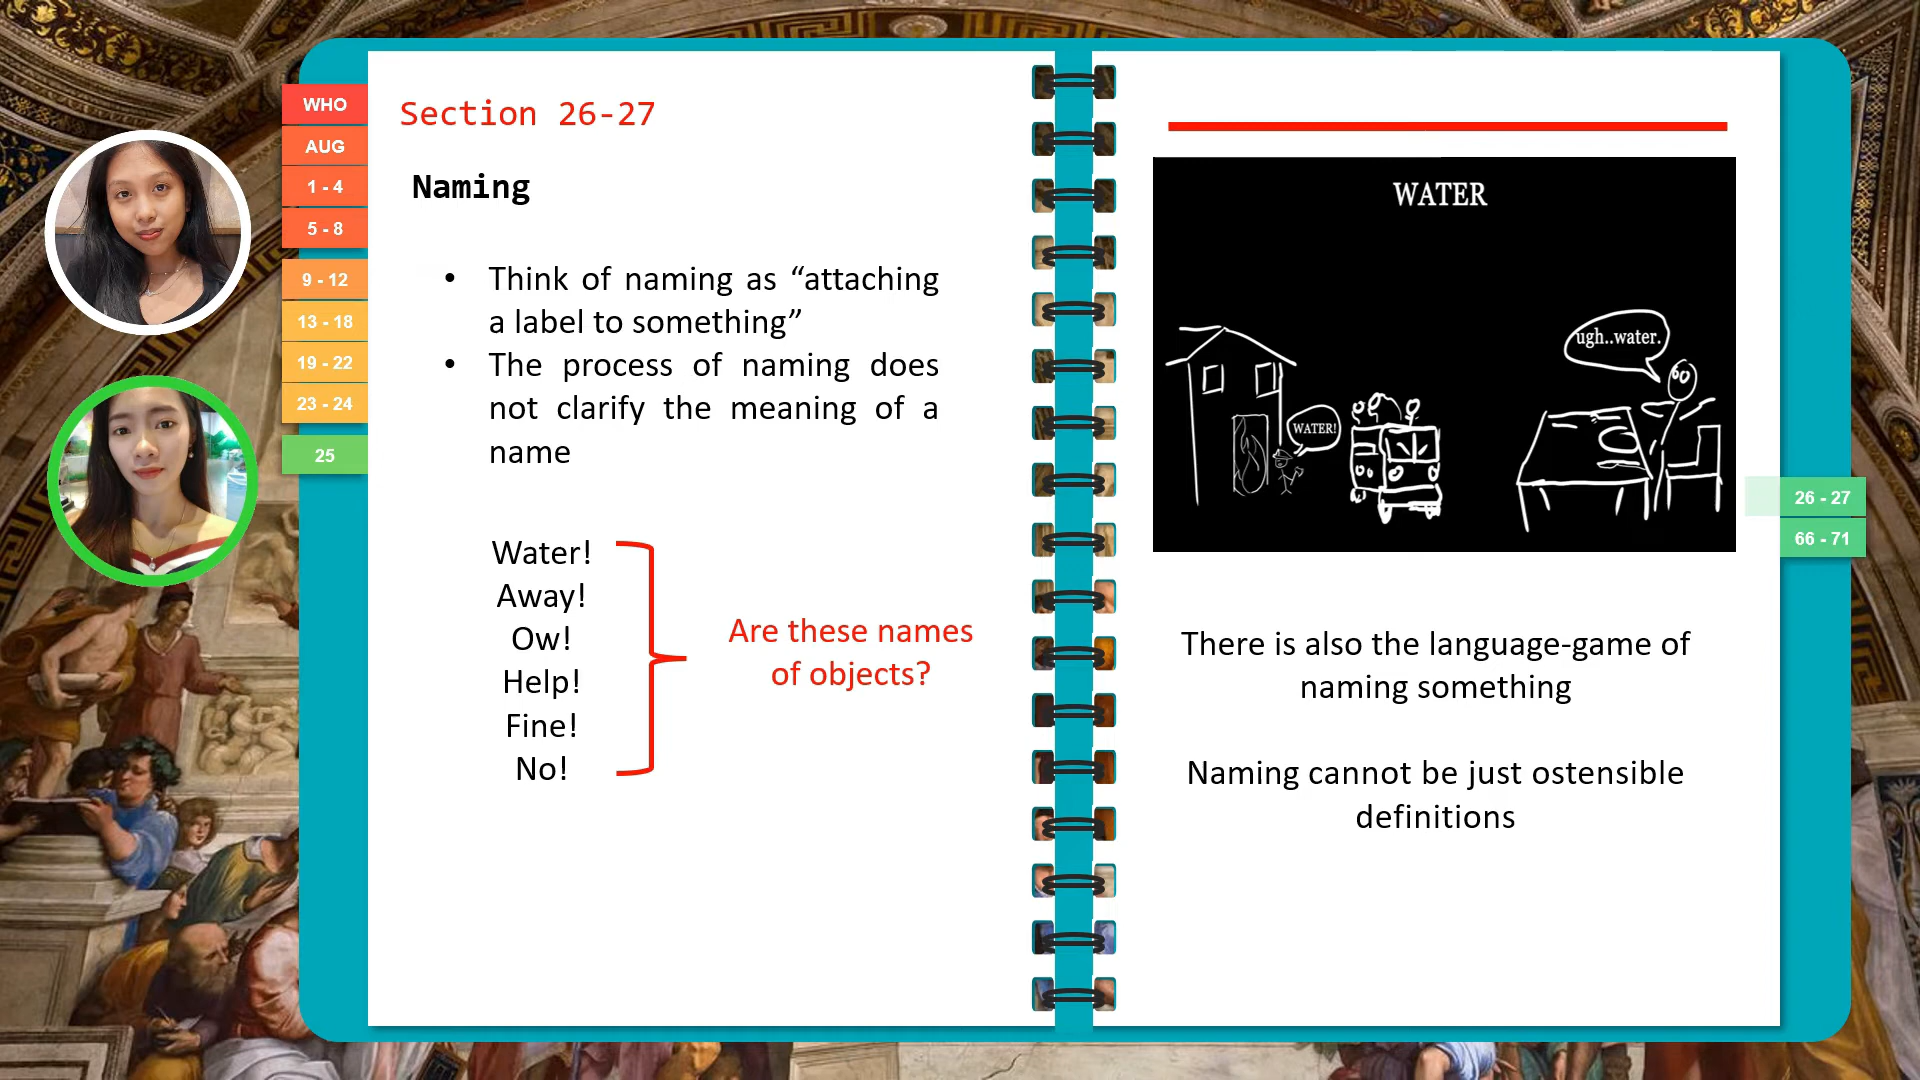 WHO
AUG
1 - 4
5 - 8
9 - 12
13 - 18
19 - 22
23 - 24
25
Section 26-27
Naming
• Think of naming as “attaching
a label to something”
• The process of naming does
not clarify the meaning of a
name
Water!
Away!
Ow!
Help!
Fine!
No!
Are these names
of objects?
WATER
WATER!
ugh..water.
There is also the language-game of
naming something
Naming cannot be just ostensible
definitions
26 - 27
66 - 71